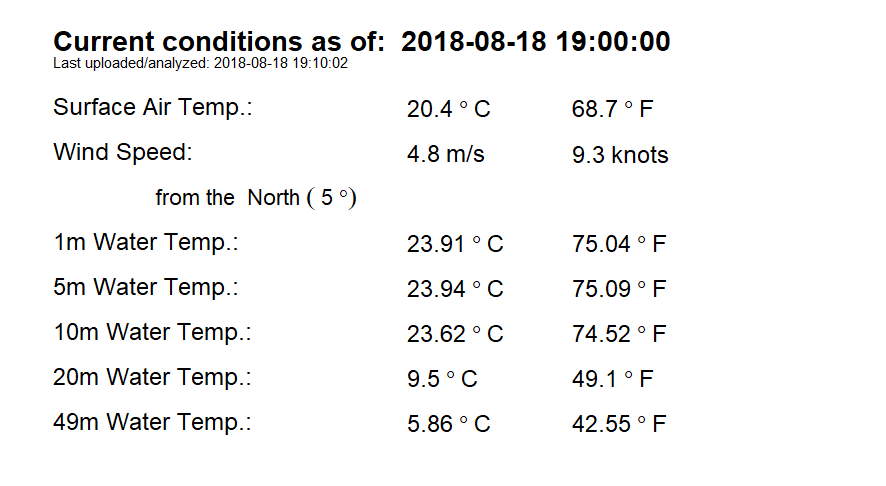 Current conditions as of: 2018-08-18 19:00:00
Last uploaded/analyzed: 2018-08-18 19:10:02
Surface Air Temp.: 20.4 ° C 68.7 ° F
Wind Speed: 4.8 m/s 9.3 knots
from the North ( 5 °)
1m Water Temp.: 23.91 ° C 75.04 ° F
5m Water Temp.: 23.94 ° C 75.09 ° F
10m Water Temp.: 23.62 ° C 74.52 ° F
20m Water Temp.: 9.5 ° C 49.1 ° F
49m Water Temp.: 5.86 ° C 42.55 ° F